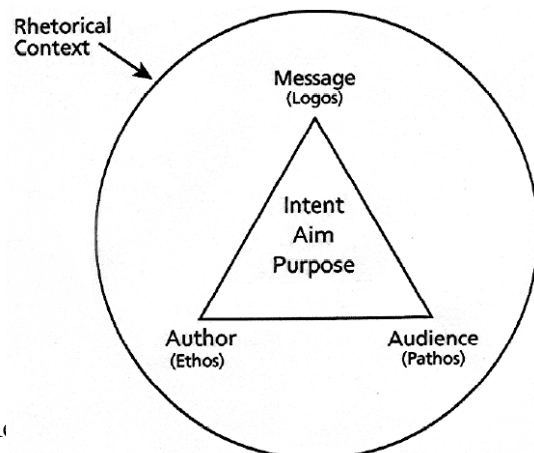 Rhetorical
Context
Message
(Logos)
Intent
Aim
Purpose
Author
(Ethos)
Audience
(Pathos)